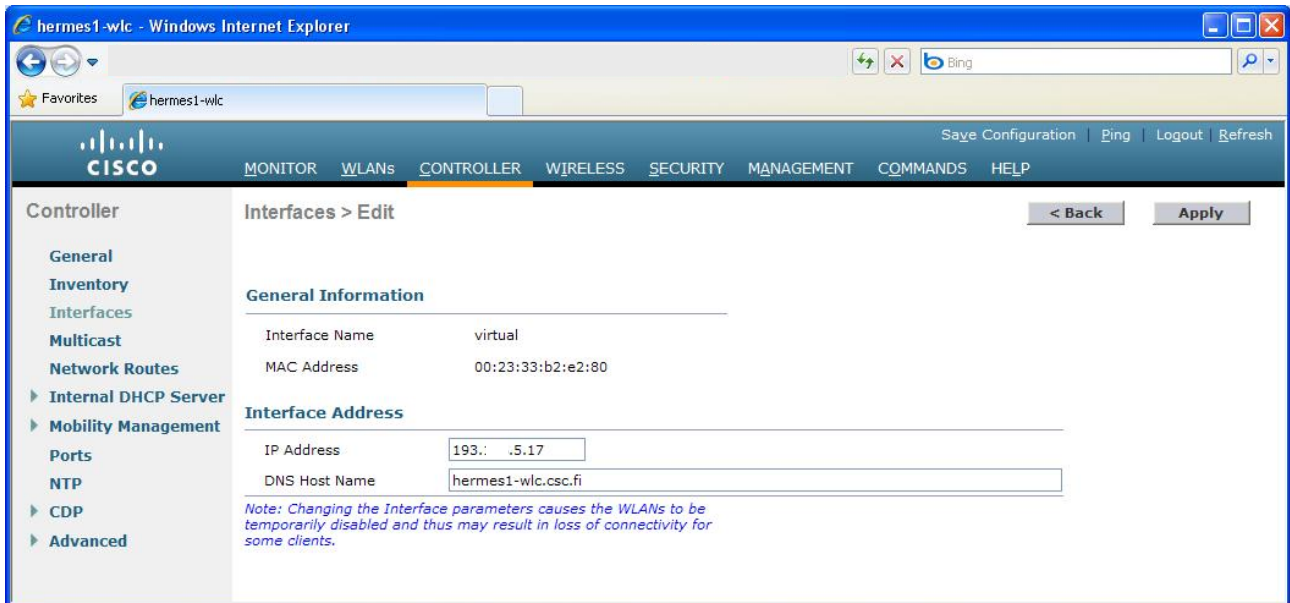 hermes1-wlc - Windows Internet Explorer
Bing
Favorites hermes1-wlc
Save Configuration | Ping | Logout | Refresh
CISCO MONITOR WLANs CONTROLLER WIRELESS SECURITY MANAGEMENT COMMANDS HELP
Controller
General
Inventory
Interfaces
Multicast
Network Routes
Internal DHCP Server
Mobility Management
Ports
NTP
CDP
Advanced
Interfaces > Edit
< Back Apply
General Information
Interface Name virtual
MAC Address 00:23:33:b2:e2:80
Interface Address
IP Address 193. .5.17
DNS Host Name hermes1-wlc.csc.fi
Note: Changing the Interface parameters causes the WLANs to be
temporarily disabled and thus may result in loss of connectivity for
some clients.